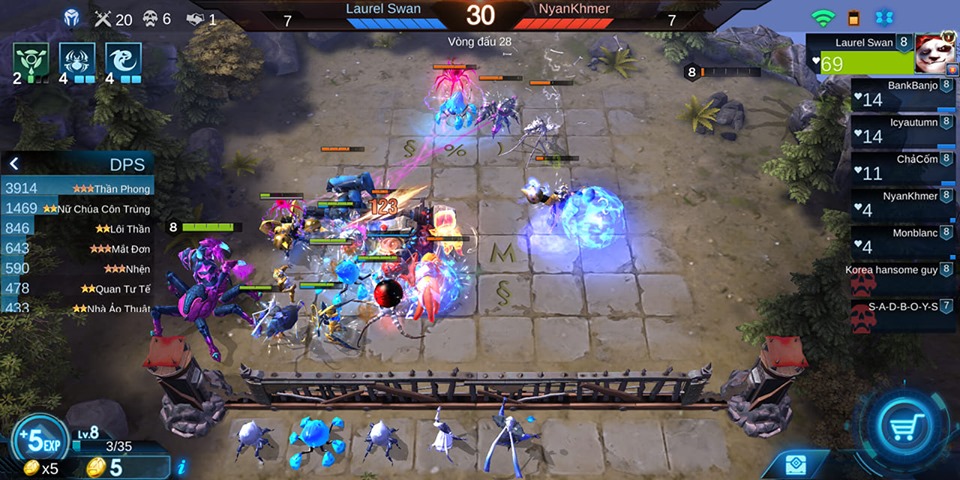 20
6
1
7
Laurel Swan
30
NyanKhmer
7
Vòng đấu 28
2
4
4
DPS
3914 ★★★Thần Phong
1469 ★★Nữ Chúa Côn Trùng
846 ★★Lôi Thần
643 ★★★Mắt Đơn
590 ★★★Nhện
478 ★★Quan Tư Tế
433 ★★Nhà Ảo Thuật
8
8
123
Laurel Swan 8
69
BankBanjo 8
14
Icyautumn 8
14
CháCốm 8
11
NyanKhmer 8
4
Monblanc 8
4
Korea hansome guy 8
S-A-D-B-O-Y-S 7
+5EXP
x5
Lv.8
3/35
5
i